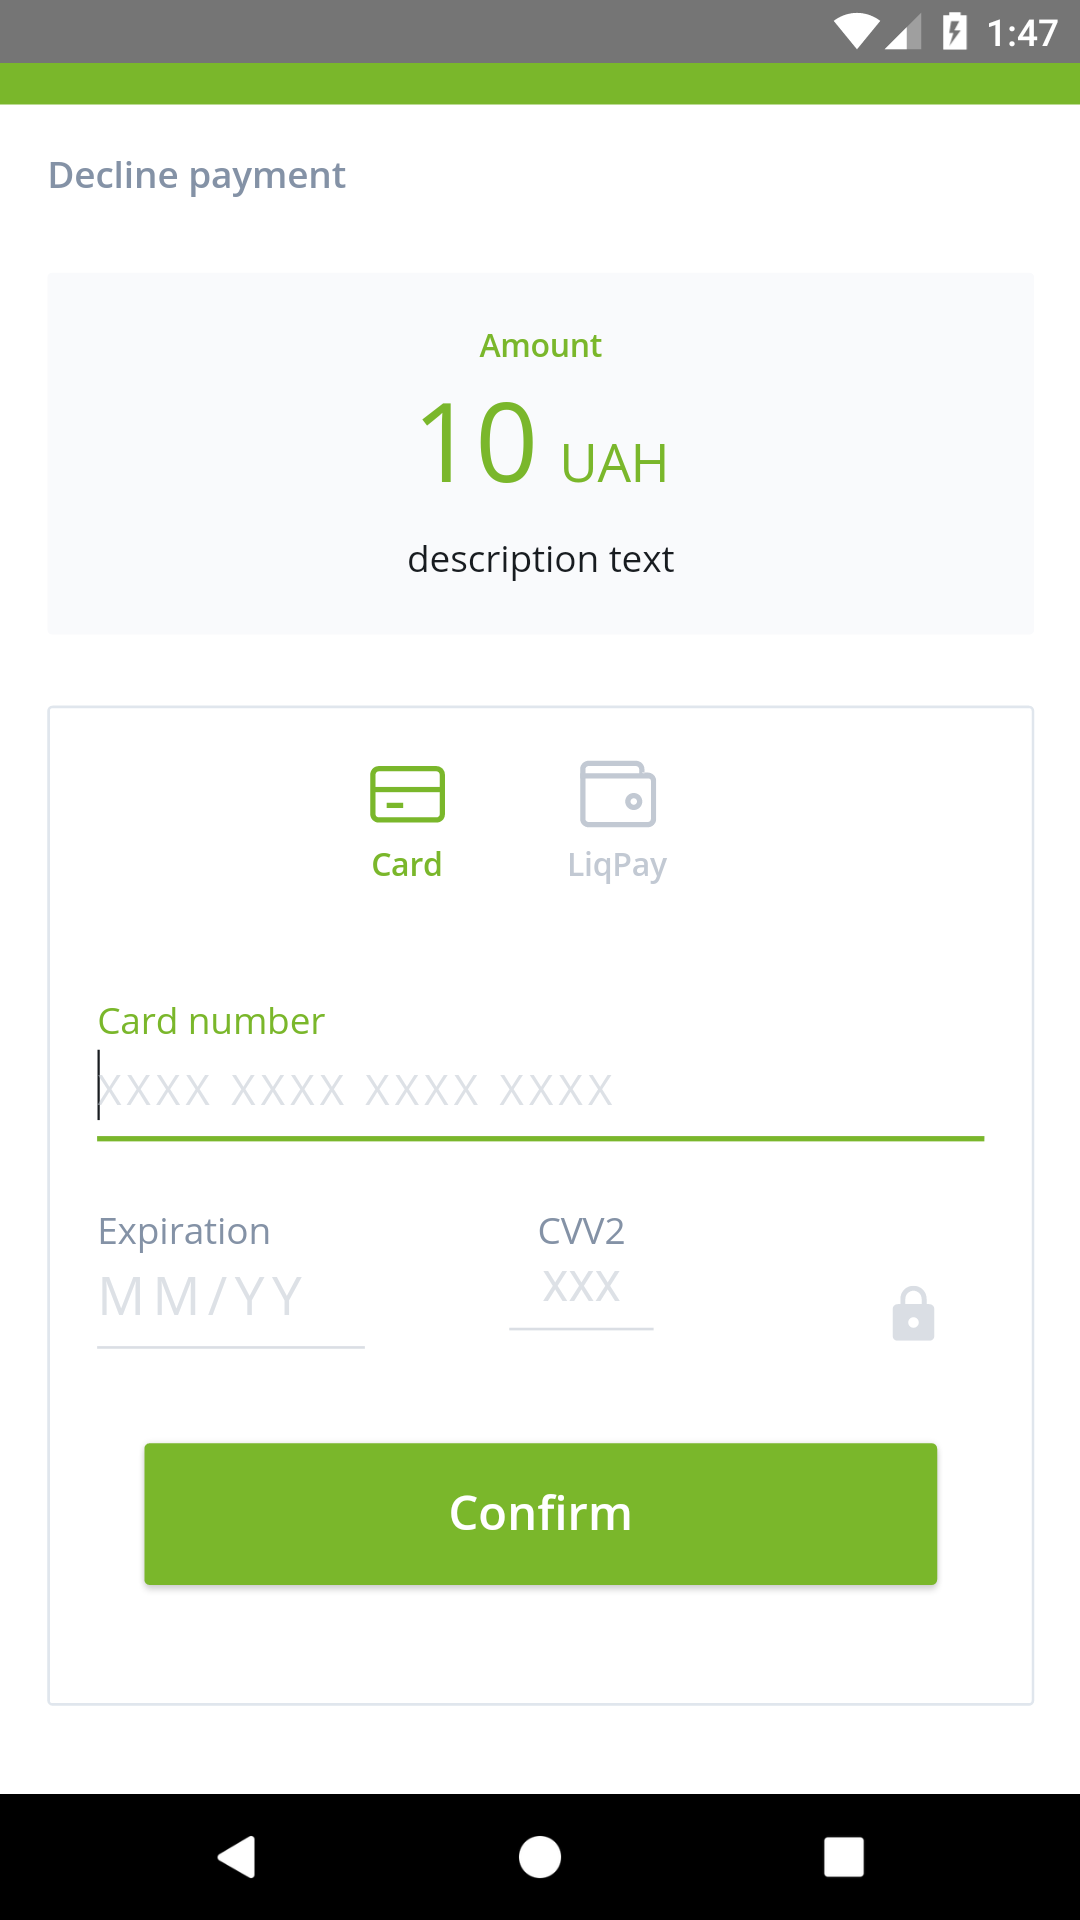 1:47
Decline payment
Amount
10 UAH
description text
Card LiqPay
Card number
XXXX XXXX XXXX XXXX
Expiration CVV2
MM/YY XXX
Confirm